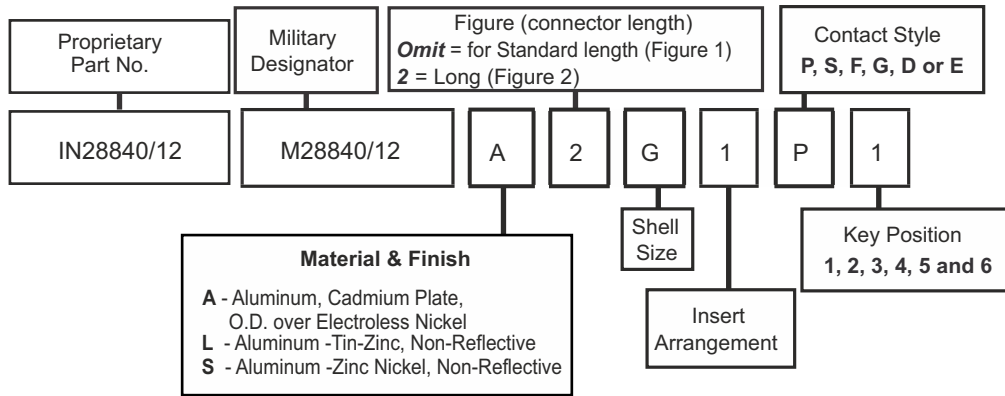 Proprietary
Part No.
Military
Designator
Figure (connector length)
Omit = for Standard length (Figure 1)
2 = Long (Figure 2)
Contact Style
P, S, F, G, D or E
IN28840/12
M28840/12
A
2
G
1
P
1
Material & Finish
A - Aluminum, Cadmium Plate,
O.D. over Electroless Nickel
L - Aluminum -Tin-Zinc, Non-Reflective
S - Aluminum -Zinc Nickel, Non-Reflective
Shell
Size
Insert
Arrangement
Key Position
1, 2, 3, 4, 5 and 6